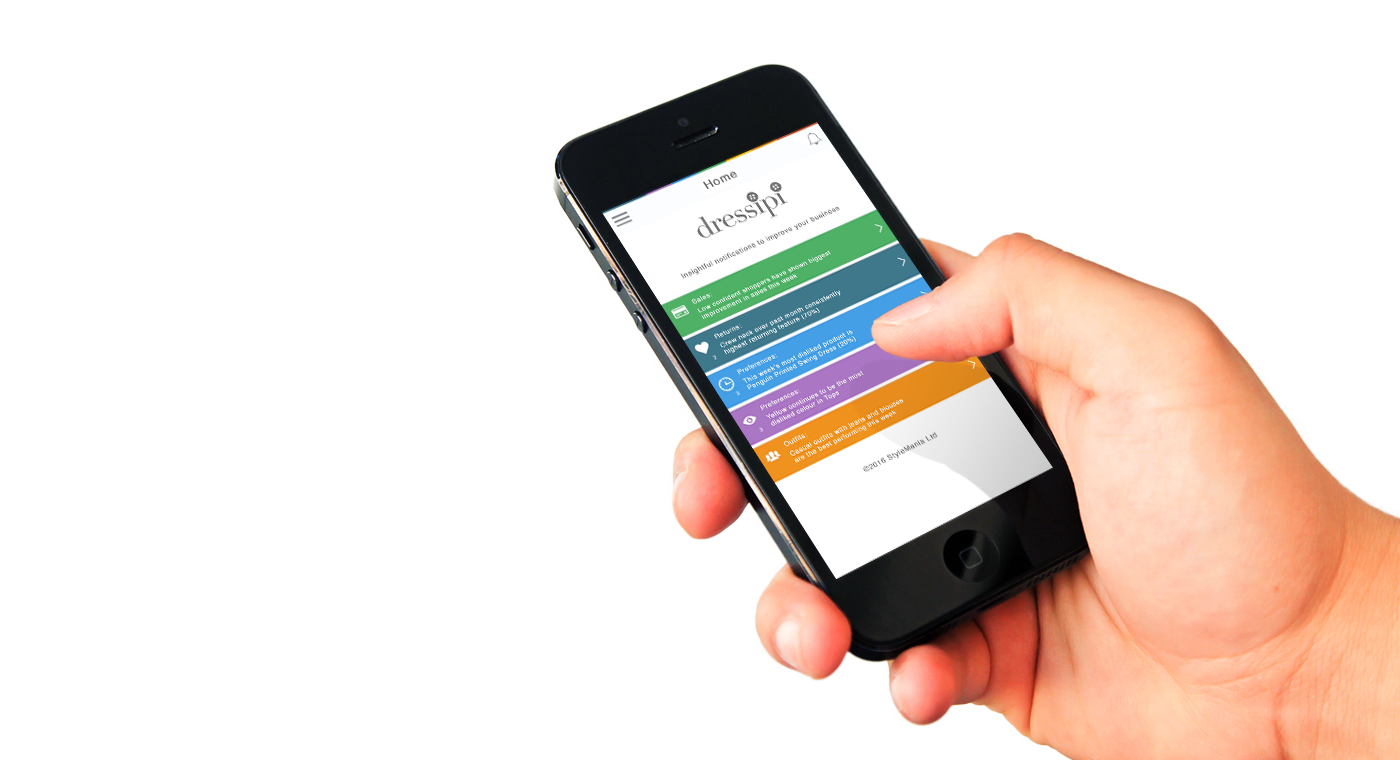 Home
dressipi
Insightful notifications to improve your business
Sales:
Low confident shoppers have shown biggest
improvement in sales this week
Returns:
Crew neck over past month consistently
highest returning feature (70%)
3
Preferences:
This week's most disliked product is
Penguin Printed Swing Dress (20%)
Preferences:
Yellow continues to be the most
disliked colour in Tops
Outfits
Casual outfits with jeans and blouses
are the best performing this week
©2016 StyleMania Ltd